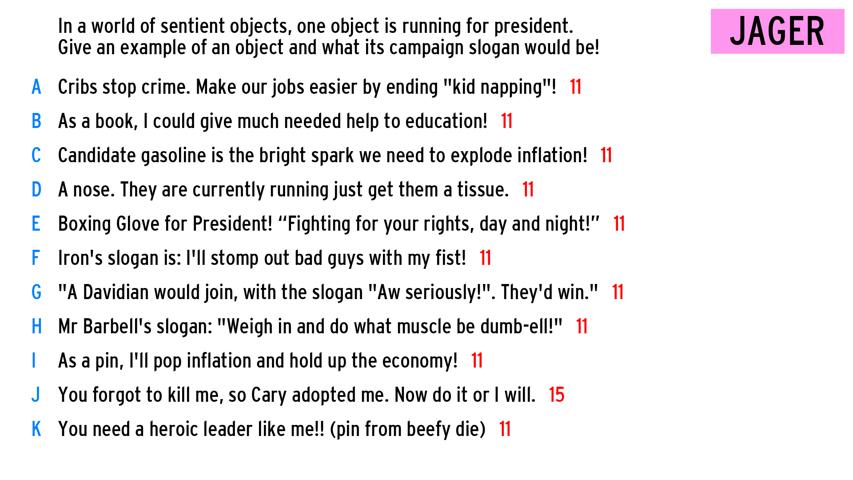 In a world of sentient objects, one object is running for president.
Give an example of an object and what its campaign slogan would be!
JAGER
A Cribs stop crime. Make our jobs easier by ending "kid napping"! 11
B As a book, I could give much needed help to education! 11
C Candidate gasoline is the bright spark we need to explode inflation! 11
D A nose. They are currently running just get them a tissue. 11
E Boxing Glove for President! “Fighting for your rights, day and night!” 11
F Iron's slogan is: I'll stomp out bad guys with my fist! 11
G "A Davidian would join, with the slogan "Aw seriously!". They'd win." 11
H Mr Barbell's slogan: "Weigh in and do what muscle be dumb-ell!" 11
I As a pin, I'll pop inflation and hold up the economy! 11
J You forgot to kill me, so Cary adopted me. Now do it or I will. 15
K You need a heroic leader like me!! (pin from beefy die) 11